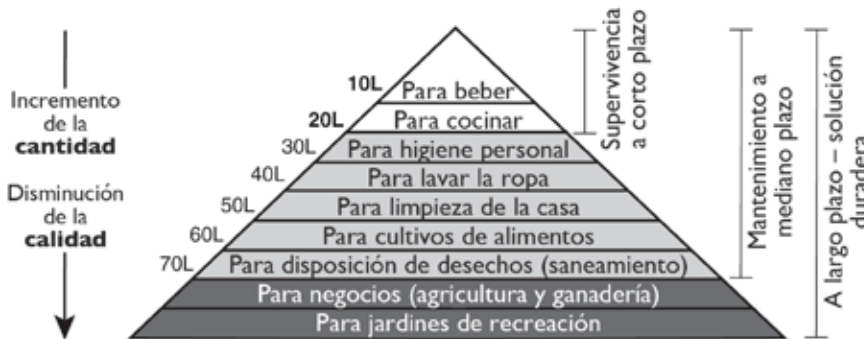 Incremento
de la
cantidad
Disminución
de la
calidad
10L
Para beber
20L
Para cocinar
30L
Para higiene personal
40L
Para lavar la ropa
50L
Para limpieza de la casa
60L
Para cultivos de alimentos
70L
Para disposición de desechos (saneamiento)
Para negocios (agricultura y ganadería)
Para jardines de recreación
Supervivencia
a corto plazo
Mantenimiento a
mediano plazo
A largo plazo – solución
duradera